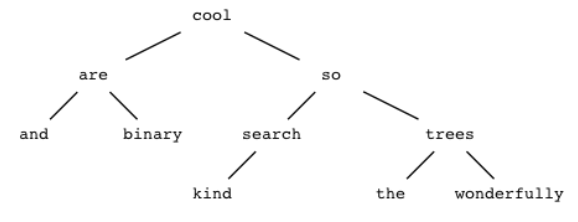 cool
are so
and binary search trees
kind the wonderfully